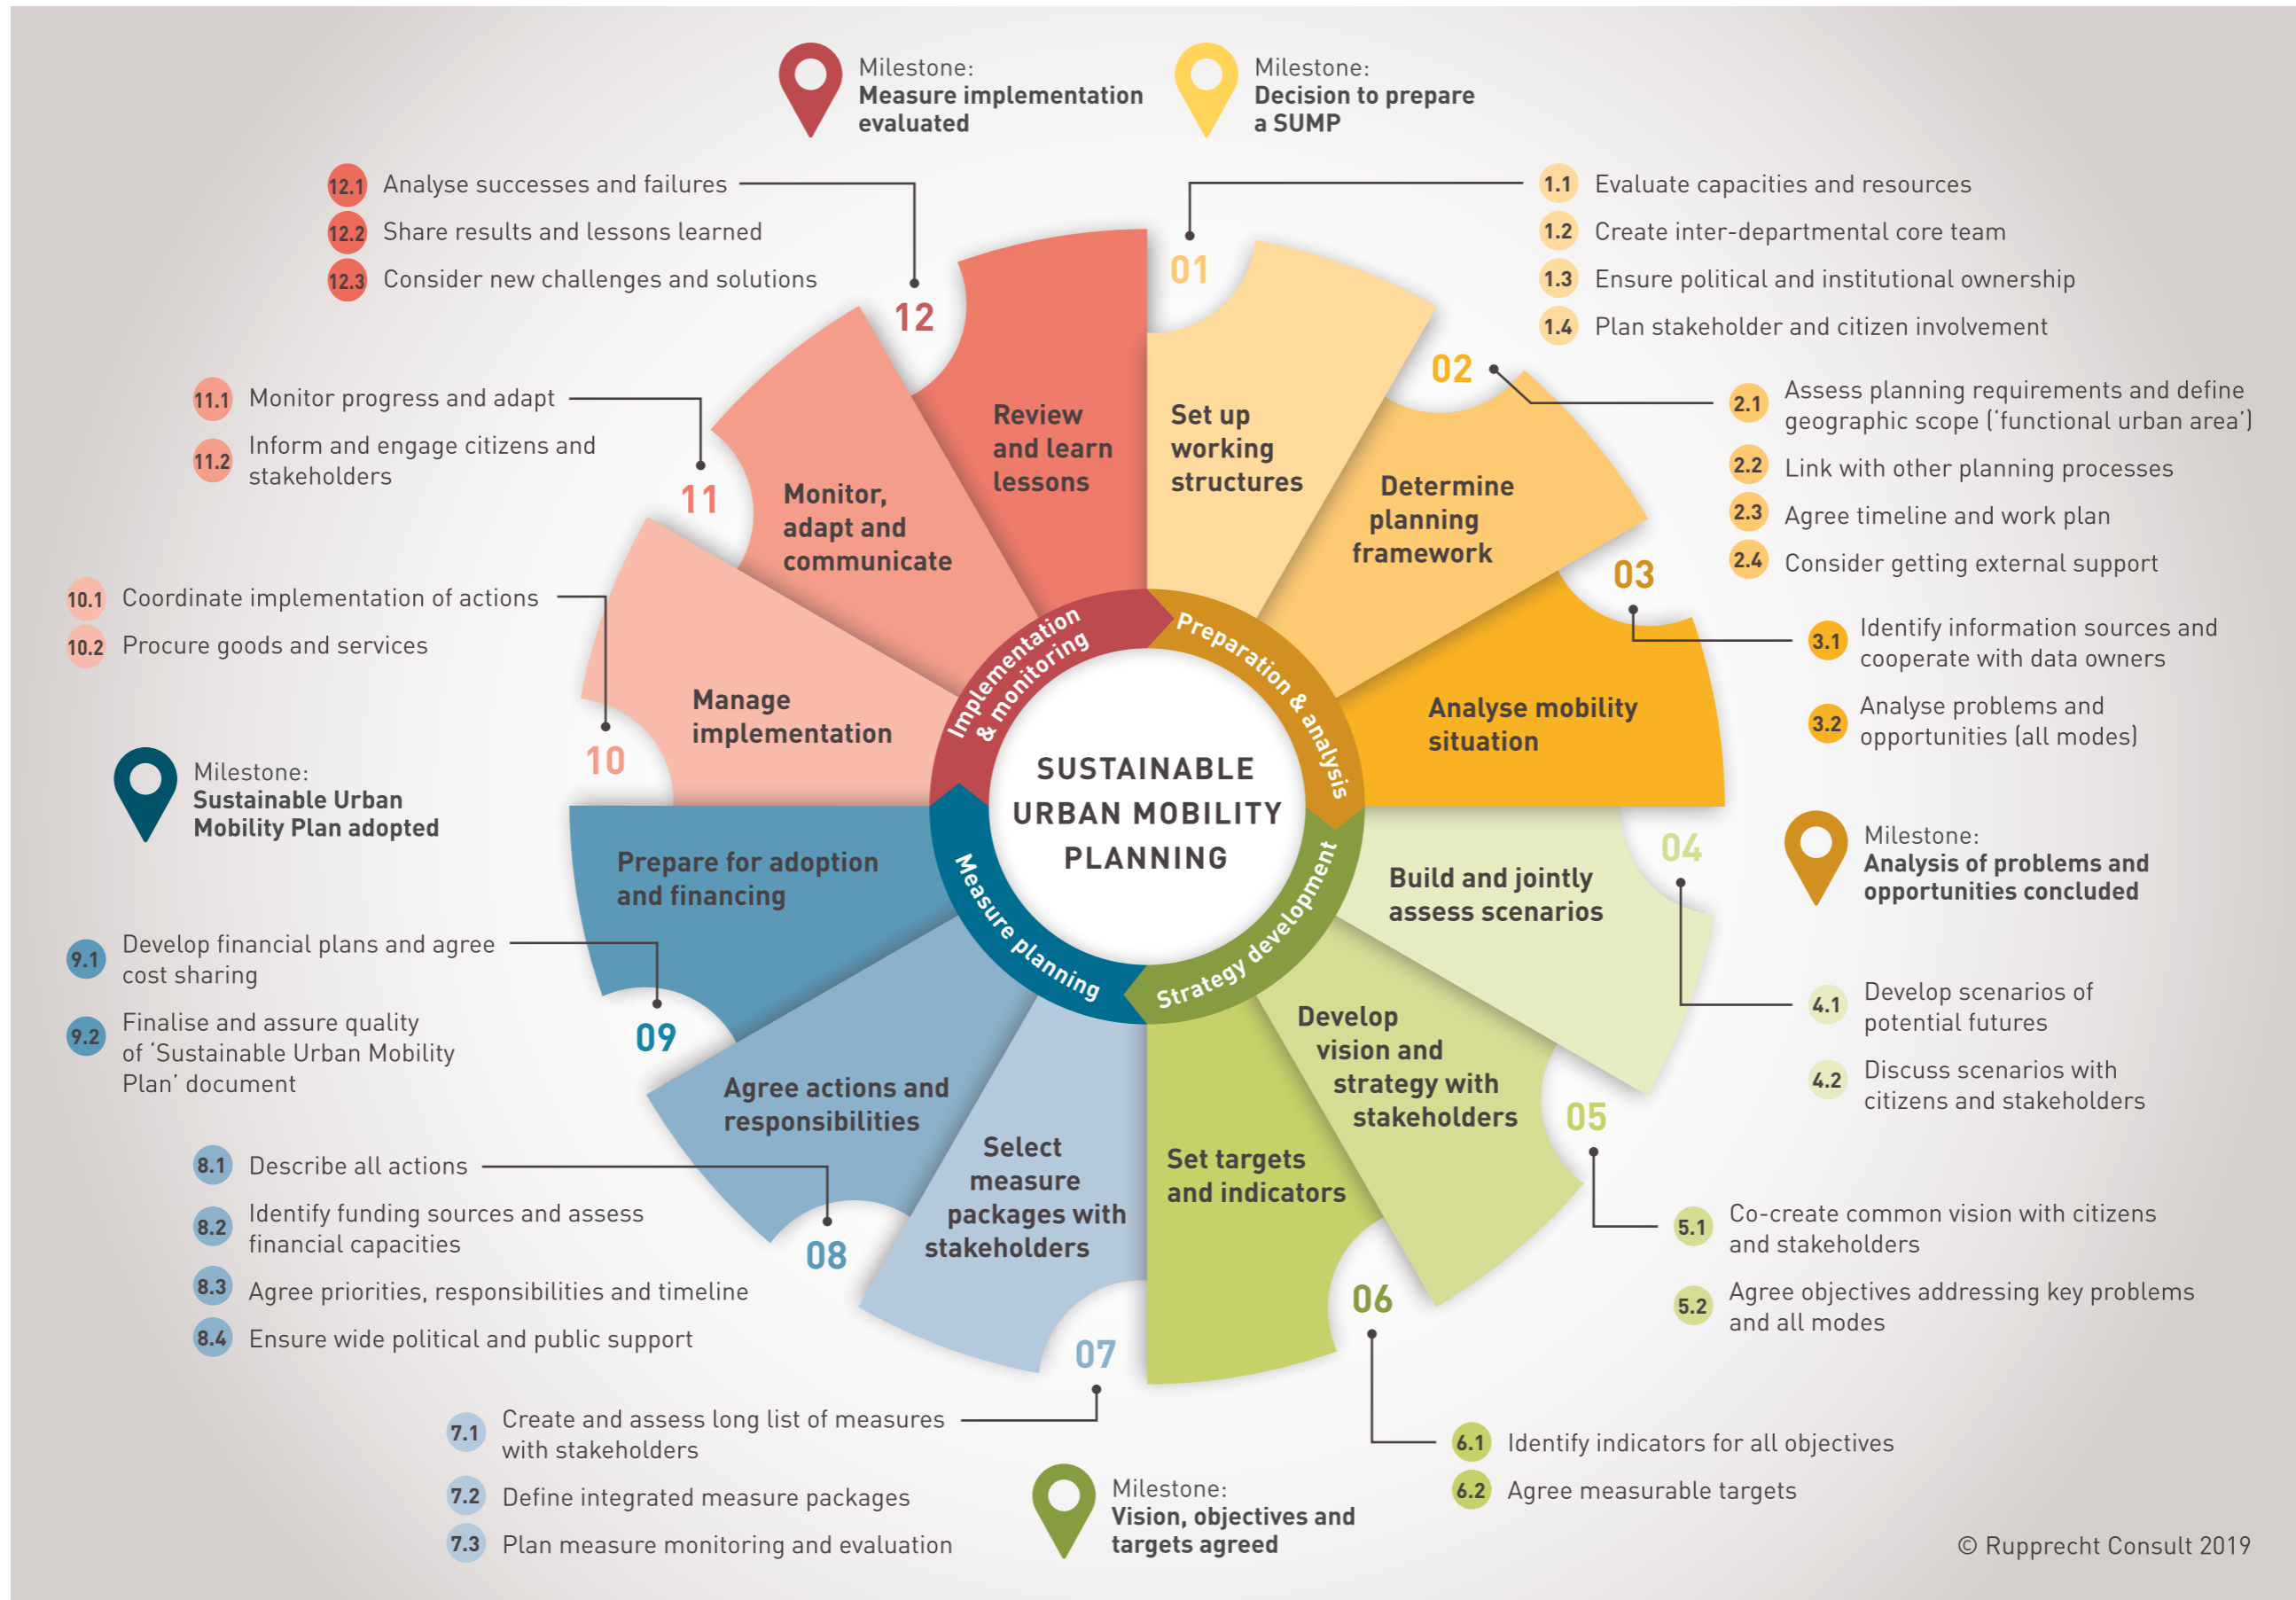 Milestone:
Measure implementation
evaluated
Milestone:
Decision to prepare
a SUMP
12.1 Analyse successes and failures
12.2 Share results and lessons learned
12.3 Consider new challenges and solutions
1.1 Evaluate capacities and resources
1.2 Create inter-departmental core team
1.3 Ensure political and institutional ownership
1.4 Plan stakeholder and citizen involvement
01
Set up
working
structures
02
Determine
planning
framework
2.1 Assess planning requirements and define
geographic scope (‘functional urban area’)
2.2 Link with other planning processes
2.3 Agree timeline and work plan
2.4 Consider getting external support
03
Analyse mobility
situation
3.1 Identify information sources and
cooperate with data owners
3.2 Analyse problems and
opportunities (all modes)
Milestone:
Analysis of problems and
opportunities concluded
04
Build and jointly
assess scenarios
4.1 Develop scenarios of
potential futures
4.2 Discuss scenarios with
citizens and stakeholders
05
Develop
vision and
strategy with
stakeholders
5.1 Co-create common vision with citizens
and stakeholders
5.2 Agree objectives addressing key problems
and all modes
06
Set targets
and indicators
6.1 Identify indicators for all objectives
6.2 Agree measurable targets
Milestone:
Vision, objectives and
targets agreed
07
Select
measure
packages with
stakeholders
7.1 Create and assess long list of measures
with stakeholders
7.2 Define integrated measure packages
7.3 Plan measure monitoring and evaluation
08
Agree actions and
responsibilities
8.1 Describe all actions
8.2 Identify funding sources and assess
financial capacities
8.3 Agree priorities, responsibilities and timeline
8.4 Ensure wide political and public support
09
Prepare for adoption
and financing
9.1 Develop financial plans and agree
cost sharing
9.2 Finalise and assure quality
of ‘Sustainable Urban Mobility
Plan’ document
Milestone:
Sustainable Urban
Mobility Plan adopted
10
Manage
implementation
10.1 Coordinate implementation of actions
10.2 Procure goods and services
11
Monitor,
adapt and
communicate
11.1 Monitor progress and adapt
11.2 Inform and engage citizens and
stakeholders
12
Review
and learn
lessons
Preparation & analysis
Strategy development
Measure planning
Implementation
& monitoring
SUSTAINABLE
URBAN MOBILITY
PLANNING
© Rupprecht Consult 2019